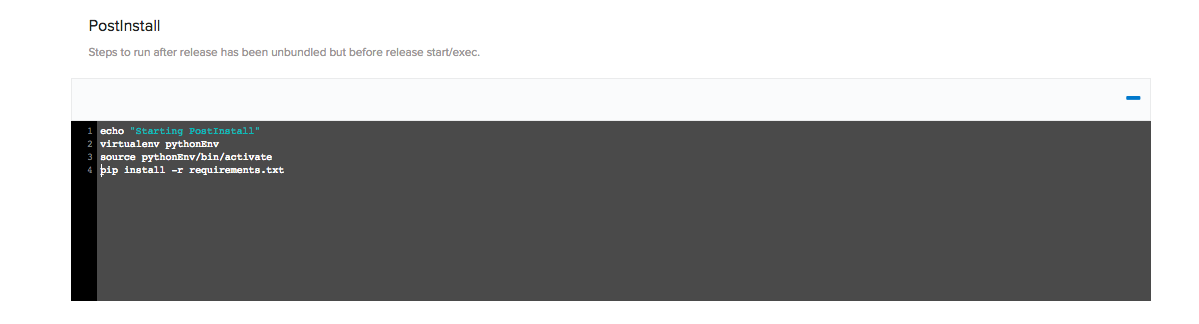 PostInstall
Steps to run after release has been unbundled but before release start/exec.
1 echo "Starting PostInstall"
2 virtualenv pythonEnv
3 source pythonEnv/bin/activate
4 pip install -r requirements.txt